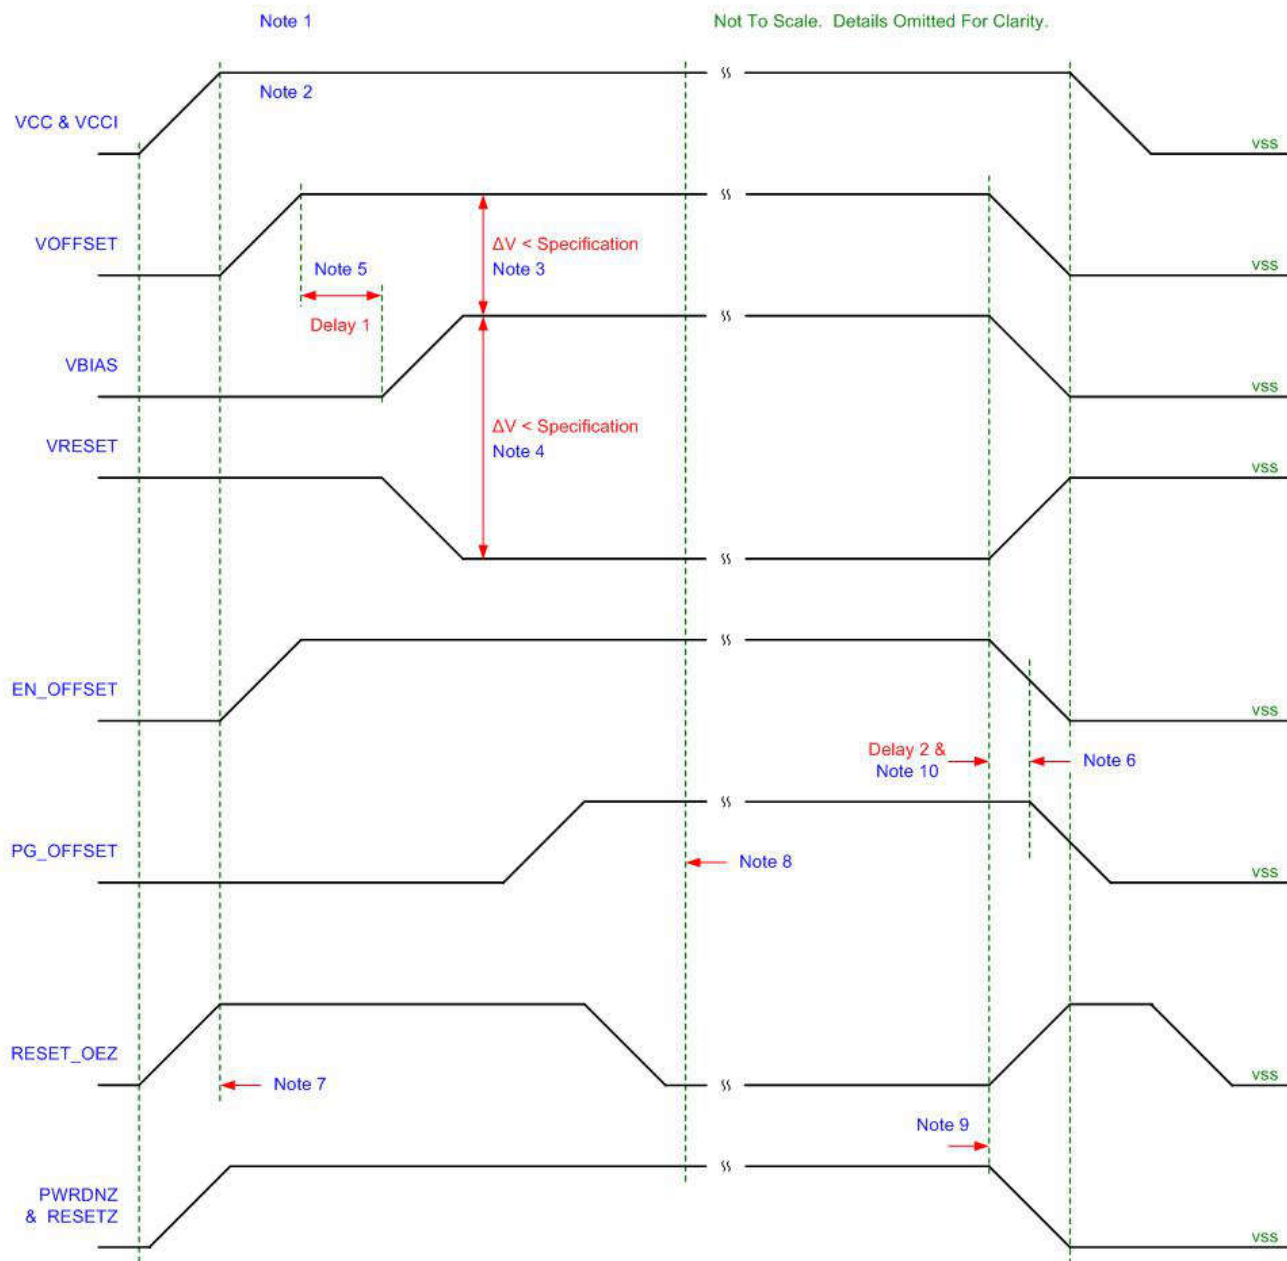 Note 1
Not To Scale. Details Omitted For Clarity.
Note 2
VCC & VCCI
VSS
VOFFSET
ΔV < Specification
Note 3
Note 5
VSS
Delay 1
VBIAS
VSS
ΔV < Specification
Note 4
VRESET
VSS
EN_OFFSET
VSS
Delay 2 &
Note 10
Note 6
PG_OFFSET
Note 8
VSS
RESET_OEZ
Note 7
VSS
Note 9
PWRDNZ
& RESETZ
VSS